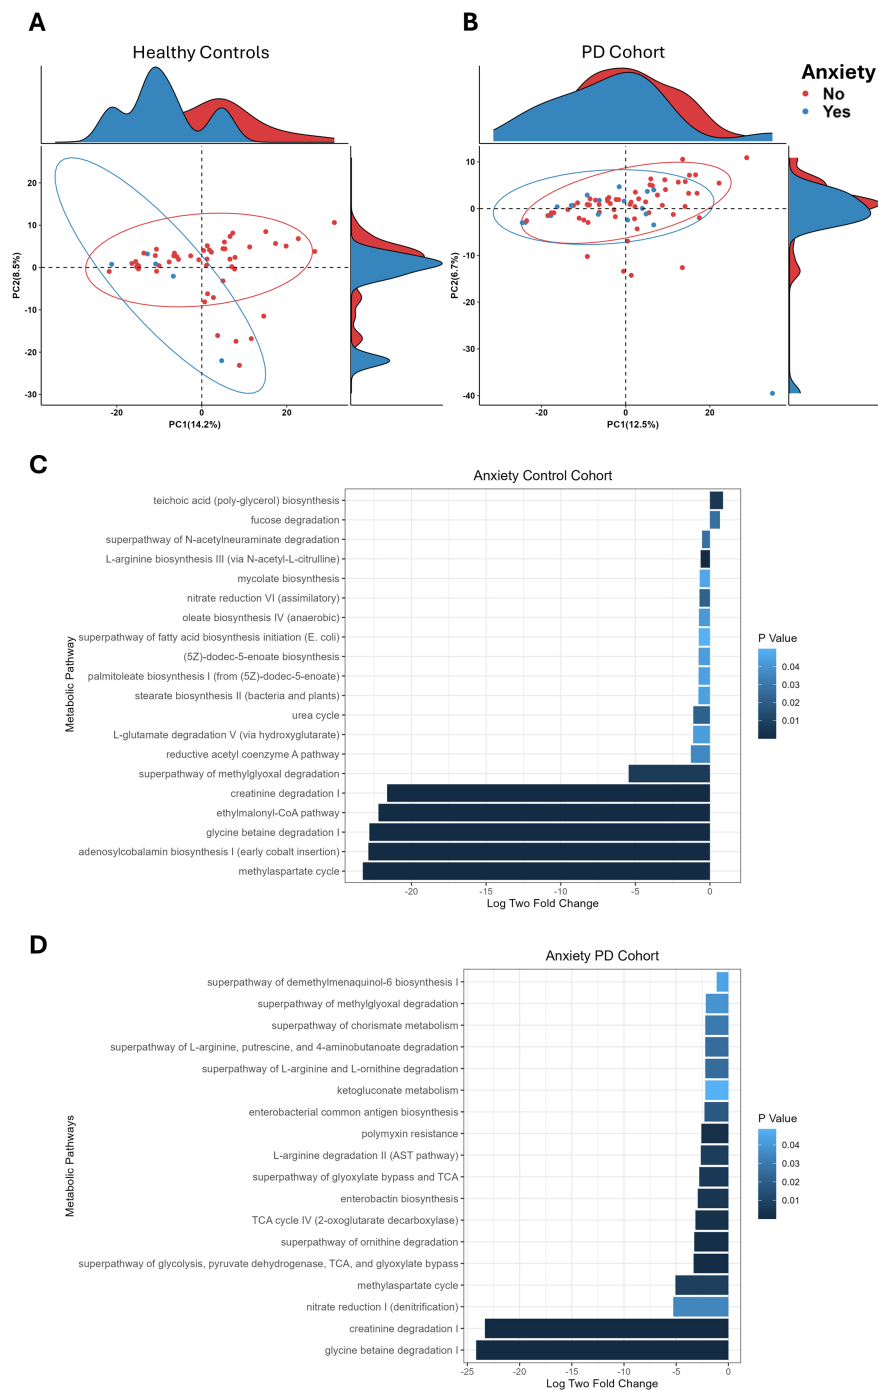 A
Healthy Controls
B
PD Cohort
Anxiety
No
Yes
PC2(8.5%)
20
10
0
-10
-20
-30
-20
0
20
PC1(14.2%)
PC2(6.7%)
10
0
-10
-20
-30
-40
-20
0
20
PC1(12.5%)
C
Anxiety Control Cohort
Metabolic Pathway
teichoic acid (poly-glycerol) biosynthesis
fucose degradation
superpathway of N-acetylneuraminate degradation
L-arginine biosynthesis III (via N-acetyl-L-citrulline)
mycolate biosynthesis
nitrate reduction VI (assimilatory)
oleate biosynthesis IV (anaerobic)
superpathway of fatty acid biosynthesis initiation (E. coli)
(5Z)-dodec-5-enoate biosynthesis
palmitoleate biosynthesis I (from (5Z)-dodec-5-enoate)
stearate biosynthesis II (bacteria and plants)
urea cycle
L-glutamate degradation V (via hydroxyglutarate)
reductive acetyl coenzyme A pathway
superpathway of methylglyoxal degradation
creatinine degradation I
ethylmalonyl-CoA pathway
glycine betaine degradation I
adenosylcobalamin biosynthesis I (early cobalt insertion)
methylaspartate cycle
-20
-15
-10
-5
0
Log Two Fold Change
P Value
0.04
0.03
0.02
0.01
D
Anxiety PD Cohort
Metabolic Pathways
superpathway of demethylmenaquinol-6 biosynthesis I
superpathway of methylglyoxal degradation
superpathway of chorismate metabolism
superpathway of L-arginine, putrescine, and 4-aminobutanoate degradation
superpathway of L-arginine and L-ornithine degradation
ketogluconate metabolism
enterobacterial common antigen biosynthesis
polymyxin resistance
L-arginine degradation II (AST pathway)
superpathway of glyoxylate bypass and TCA
enterobactin biosynthesis
TCA cycle IV (2-oxoglutarate decarboxylase)
superpathway of ornithine degradation
superpathway of glycolysis, pyruvate dehydrogenase, TCA, and glyoxylate bypass
methylaspartate cycle
nitrate reduction I (denitrification)
creatinine degradation I
glycine betaine degradation I
-25
-20
-15
-10
-5
0
Log Two Fold Change
P Value
0.04
0.03
0.02
0.01